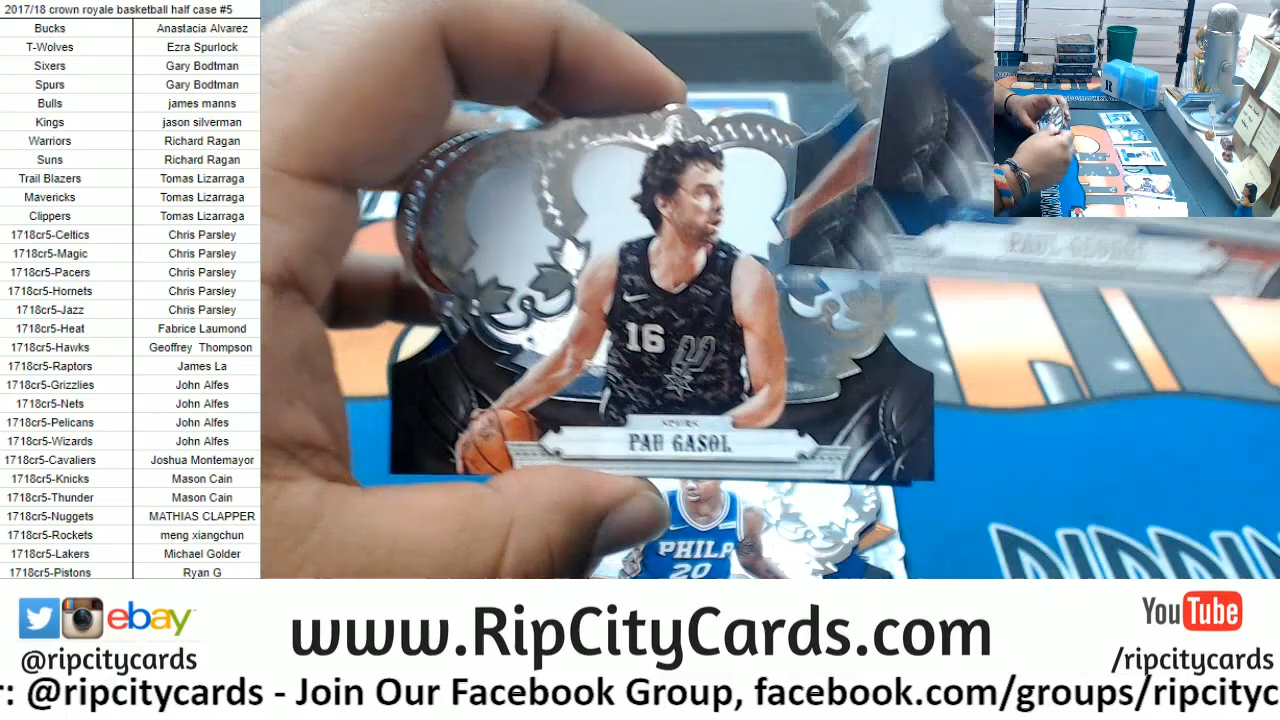 2017/18 crown royale basketball half case #5
Bucks Anastacia Alvarez
T-Wolves Ezra Spurlock
Sixers Gary Bodtman
Spurs Gary Bodtman
Bulls james manns
Kings jason silverman
Warriors Richard Ragan
Suns Richard Ragan
Trail Blazers Tomas Lizarraga
Mavericks Tomas Lizarraga
Clippers Tomas Lizarraga
1718cr5-Celtics Chris Parsley
1718cr5-Magic Chris Parsley
1718cr5-Pacers Chris Parsley
1718cr5-Hornets Chris Parsley
1718cr5-Jazz Chris Parsley
1718cr5-Heat Fabrice Laumond
1718cr5-Hawks Geoffrey Thompson
1718cr5-Raptors James La
1718cr5-Grizzlies John Alfes
1718cr5-Nets John Alfes
1718cr5-Pelicans John Alfes
1718cr5-Wizards John Alfes
1718cr5-Cavaliers Joshua Montemayor
1718cr5-Knicks Mason Cain
1718cr5-Thunder Mason Cain
1718cr5-Nuggets MATHIAS CLAPPER
1718cr5-Rockets meng xiangchun
1718cr5-Lakers Michael Golder
1718cr5-Pistons Ryan G
16
SPURS
PAU GASOL
PHILA
20
ebay
@ripcitycards
www.RipCityCards.com
YouTube
/ripcitycards
r: @ripcitycards - Join Our Facebook Group, facebook.com/groups/ripcityc